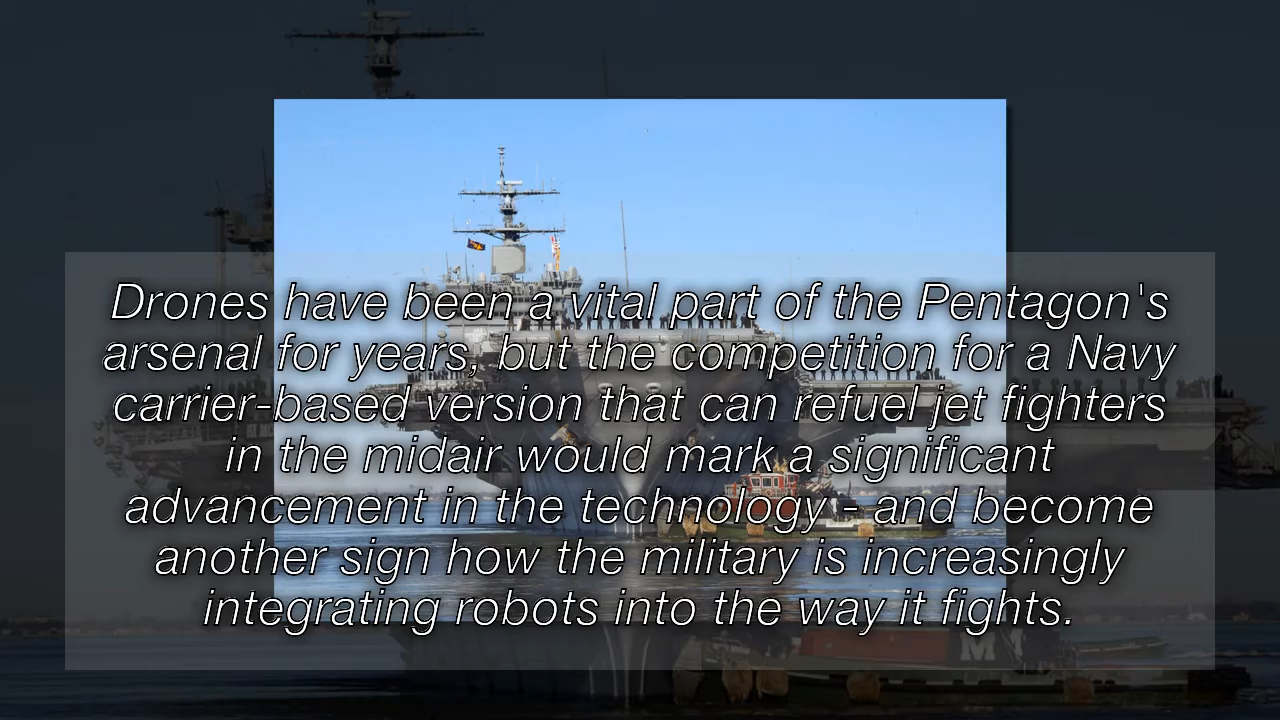 Drones have been a vital part of the Pentagon's
arsenal for years, but the competition for a Navy
carrier-based version that can refuel jet fighters
in the midair would mark a significant
advancement in the technology - and become
another sign how the military is increasingly
integrating robots into the way it fights.
M